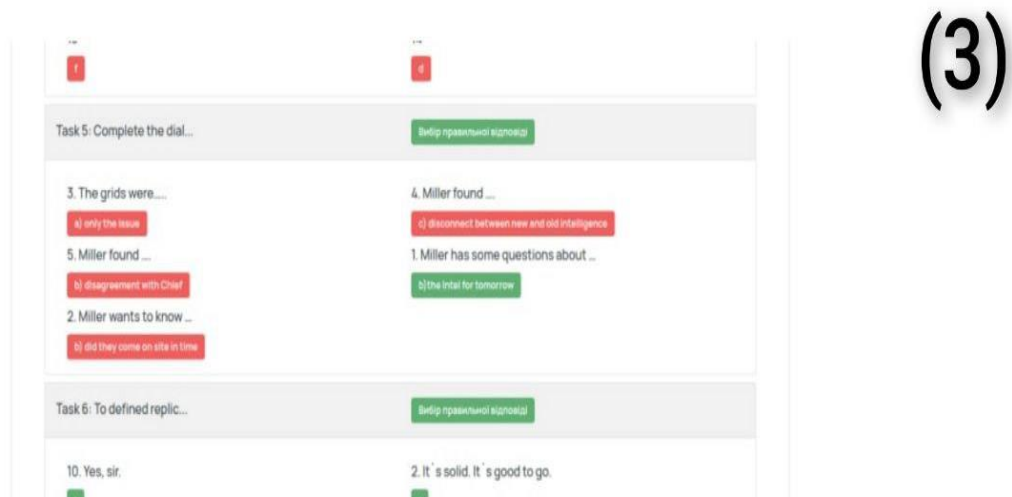 (3)
f
d
Task 5: Complete the dial...
Вибір правильної відповіді
3. The grids were.....
4. Miller found ....
a) only the issue
c) disconnect between new and old intelligence
5. Miller found ....
1. Miller has some questions about ...
b) disagreement with Chief
b)the intel for tomorrow
2. Miller wants to know ...
b) did they come on site in time
Task 6: To defined replic...
Вибір правильної відповіді
10. Yes, sir.
2. It`s solid. It`s good to go.